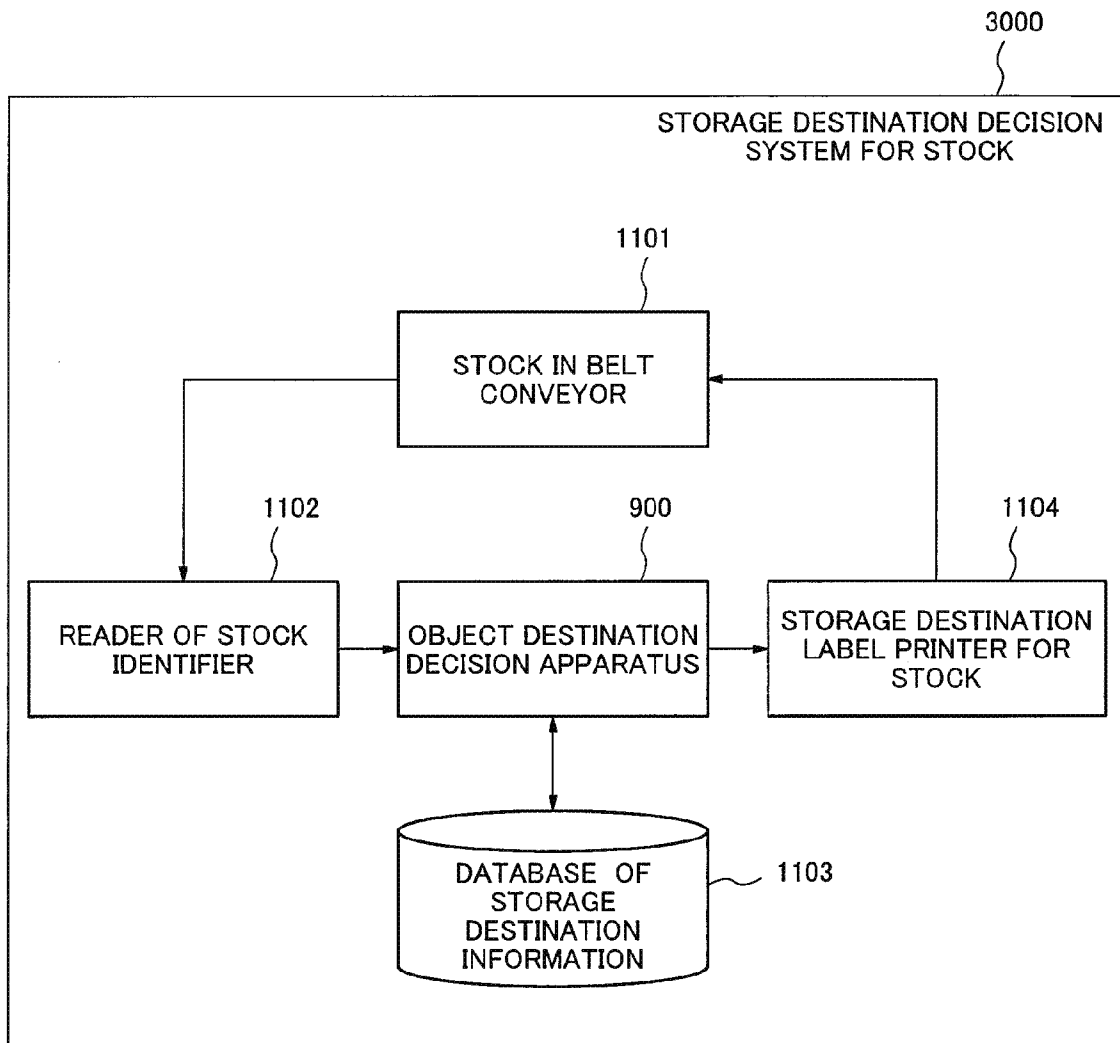 3000
STORAGE DESTINATION DECISION
SYSTEM FOR STOCK
1101
STOCK IN BELT
CONVEYOR
1102
900
1104
READER OF STOCK
IDENTIFIER
OBJECT DESTINATION
DECISION APPARATUS
STORAGE DESTINATION
LABEL PRINTER FOR
STOCK
DATABASE OF
STORAGE
DESTINATION
INFORMATION
1103